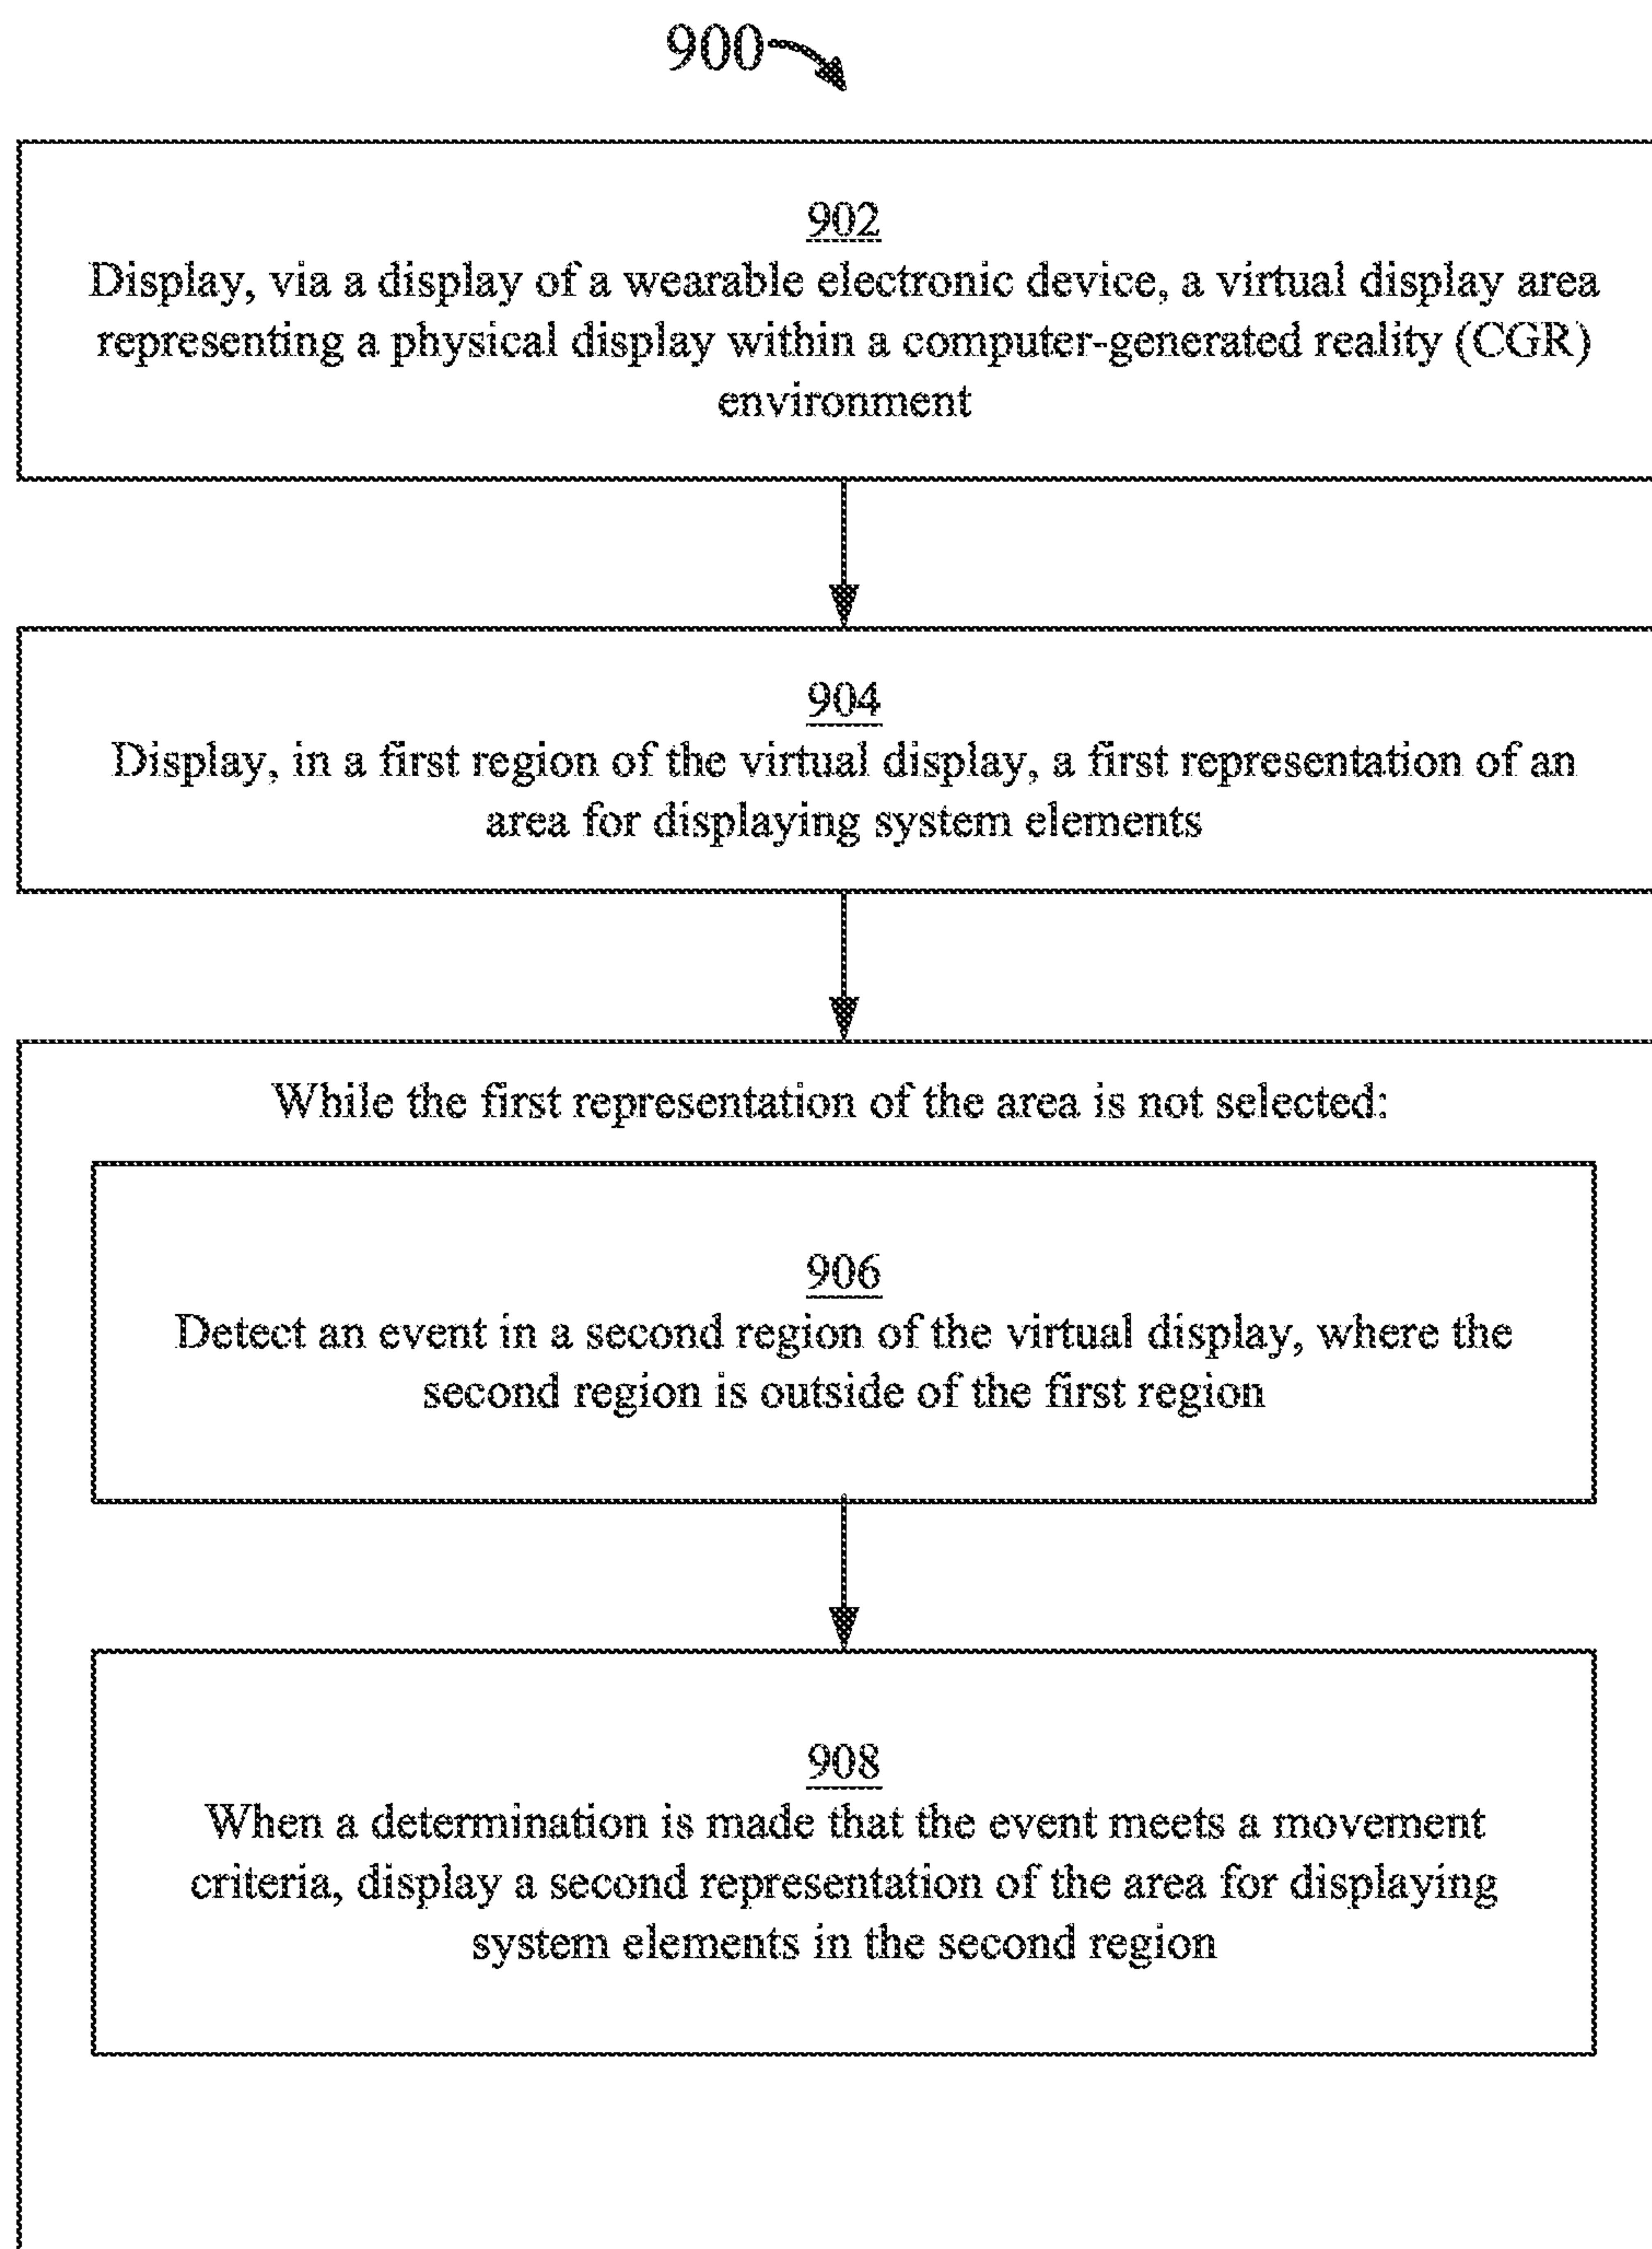 900
902
Display, via a display of a wearable electronic device, a virtual display area
representing a physical display within a computer-generated reality (CGR)
environment
904
Display, in a first region of the virtual display, a first representation of an
area for displaying system elements
While the first representation of the area is not selected:
906
Detect an event in a second region of the virtual display, where the
second region is outside of the first region
908
When a determination is made that the event meets a movement
criteria, display a second representation of the area for displaying
system elements in the second region